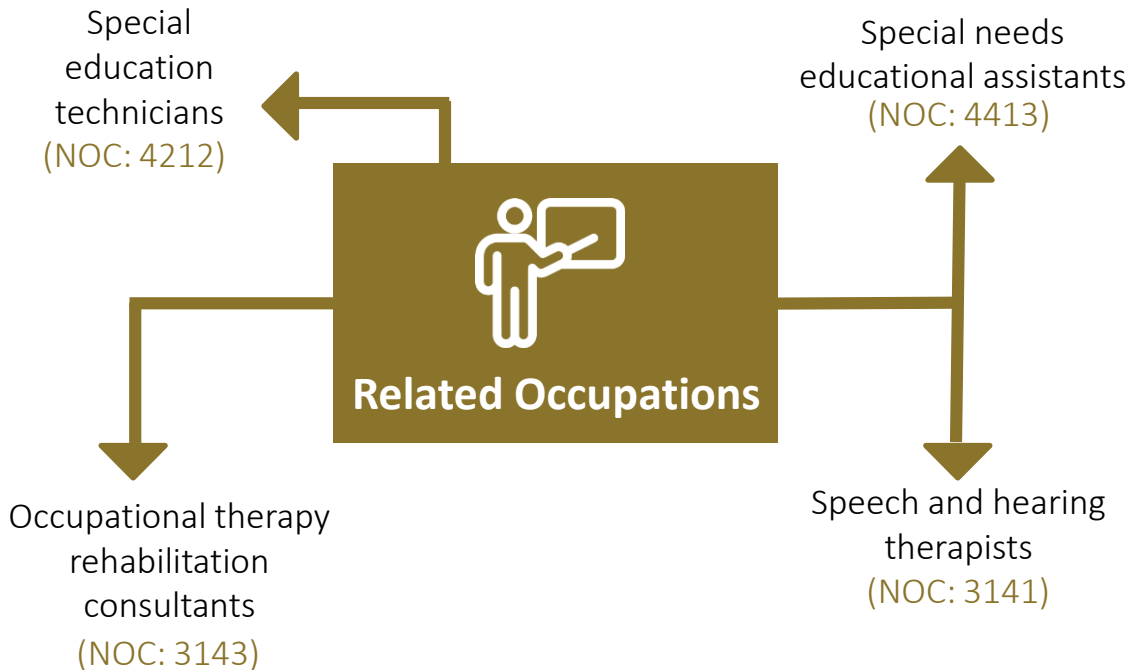 Special
education
technicians
(NOC: 4212)
Special needs
educational assistants
(NOC: 4413)
Related Occupations
Occupational therapy
rehabilitation
consultants
(NOC: 3143)
Speech and hearing
therapists
(NOC: 3141)